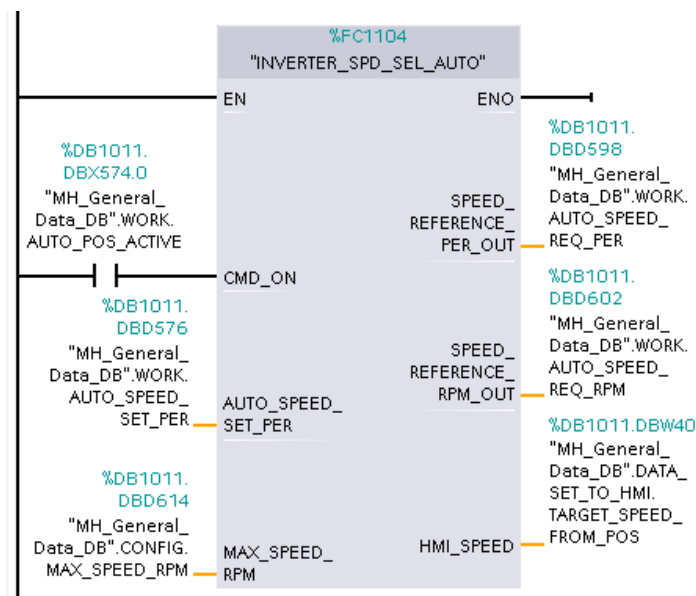 %FC1104
"INVERTER_SPD_SEL_AUTO"
EN
ENO
%DB1011.
DBX574.0
"MH_General_
Data_DB".WORK.
AUTO_POS_ACTIVE
CMD_ON
%DB1011.
DBD576
"MH_General_
Data_DB".WORK.
AUTO_SPEED_
SET_PER
AUTO_SPEED_
SET_PER
%DB1011.
DBD614
"MH_General_
Data_DB".CONFIG.
MAX_SPEED_RPM
MAX_SPEED_
RPM
SPEED_
REFERENCE_
PER_OUT
%DB1011.
DBD598
"MH_General_
Data_DB".WORK.
AUTO_SPEED_
REQ_PER
SPEED_
REFERENCE_
RPM_OUT
%DB1011.
DBD602
"MH_General_
Data_DB".WORK.
AUTO_SPEED_
REQ_RPM
HMI_SPEED
%DB1011.DBW40
"MH_General_
Data_DB".DATA_
SET_TO_HMI.
TARGET_SPEED_
FROM_POS